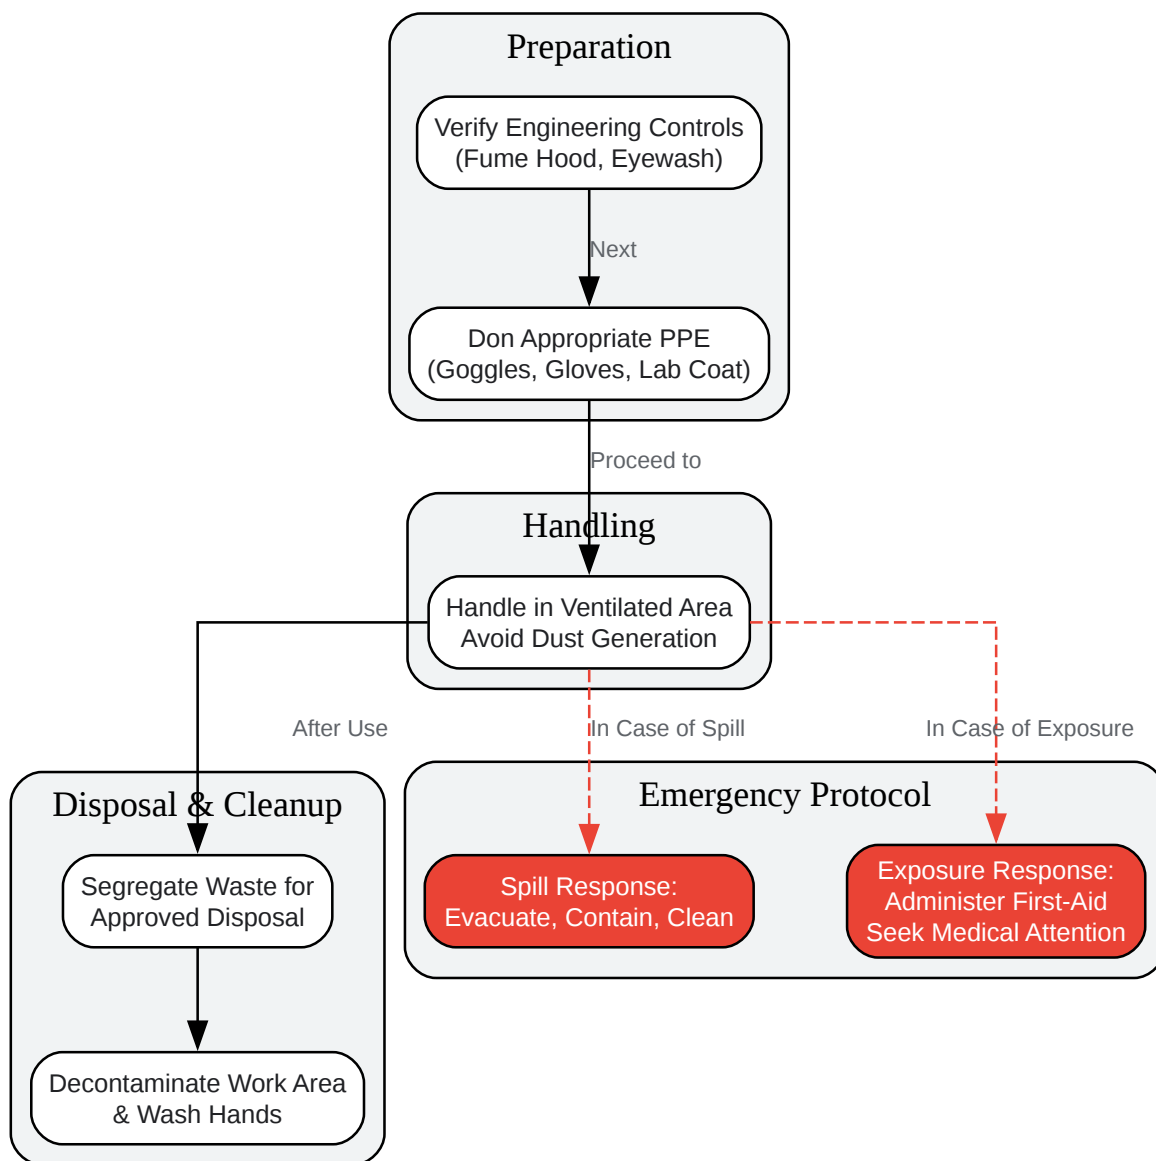 Preparation
Verify Engineering Controls
(Fume Hood, Eyewash)
Next
Don Appropriate PPE
(Goggles, Gloves, Lab Coat)
Proceed to
Handling
Handle in Ventilated Area
Avoid Dust Generation
After Use
In Case of Spill
In Case of Exposure
Disposal & Cleanup
Segregate Waste for
Approved Disposal
Decontaminate Work Area
& Wash Hands
Emergency Protocol
Spill Response:
Evacuate, Contain, Clean
Exposure Response:
Administer First-Aid
Seek Medical Attention